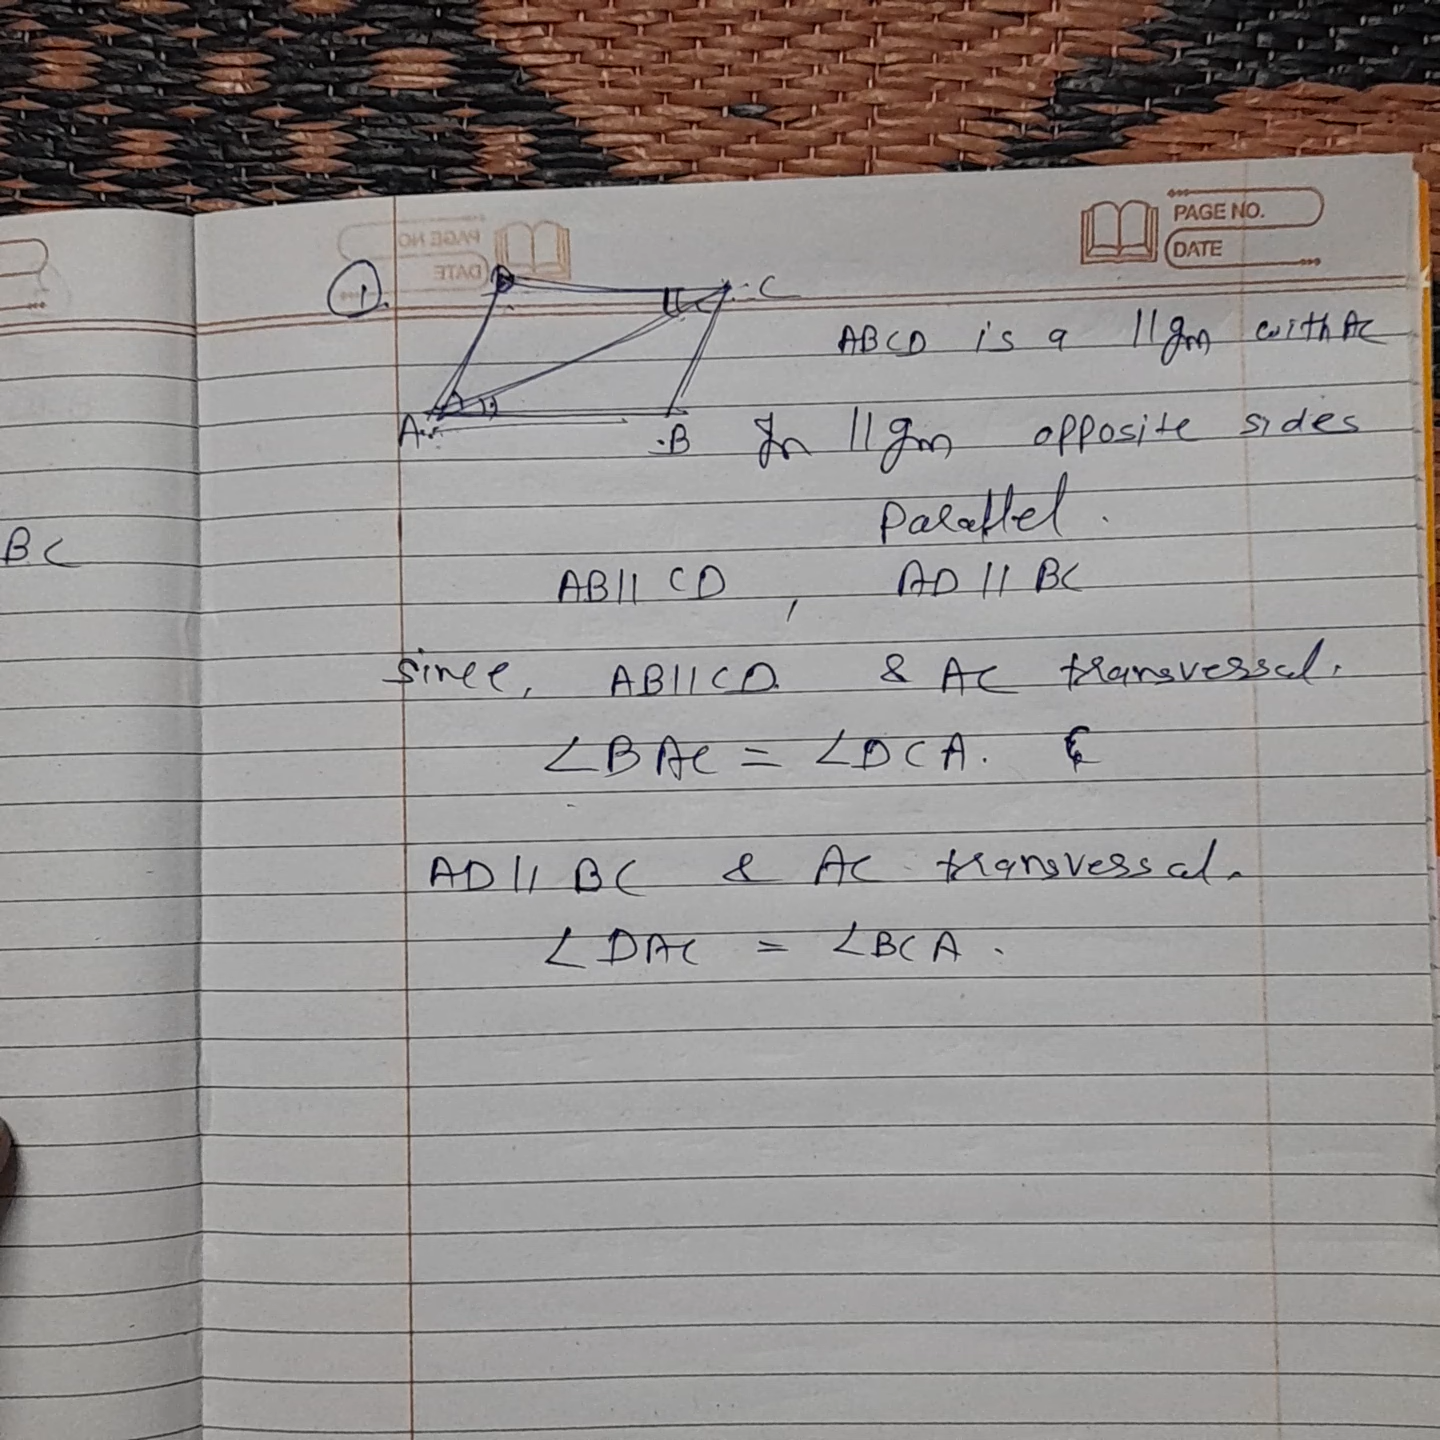 PAGE NO.
DATE
1.
D
C
ABCD is a ||gm with AC
A
B
In ||gm opposite sides
Parallel.
BC
AB || CD , AD || BC
since, AB || CD & AC transversal.
∠BAC = ∠DCA.
AD || BC & AC transversal.
∠DAC = ∠BCA.